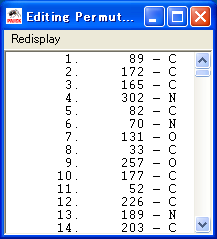 Editing Permut...
Redisplay
1. 89 - C
2. 172 - C
3. 165 - C
4. 302 - N
5. 82 - C
6. 70 - N
7. 131 - O
8. 33 - C
9. 257 - O
10. 177 - C
11. 52 - C
12. 226 - C
13. 189 - N
14. 203 - C